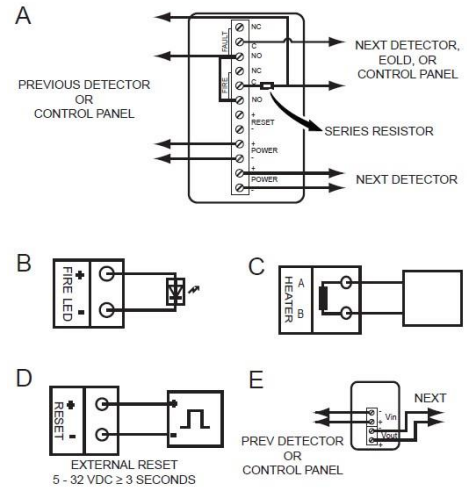 A
NC
FAULT
C
NO
NC
FIRE
C
NO
+
RESET
-
+
POWER
-
+
POWER
-
PREVIOUS DETECTOR
OR
CONTROL PANEL
NEXT DETECTOR,
EOLD, OR
CONTROL PANEL
SERIES RESISTOR
NEXT DETECTOR
B
FIRE LED
+
-
C
HEATER
A
B
D
RESET
+
-
+
-
EXTERNAL RESET
5 - 32 VDC ≥ 3 SECONDS
E
-
Vin
+
-
Vout
+
NEXT
PREV DETECTOR
OR
CONTROL PANEL